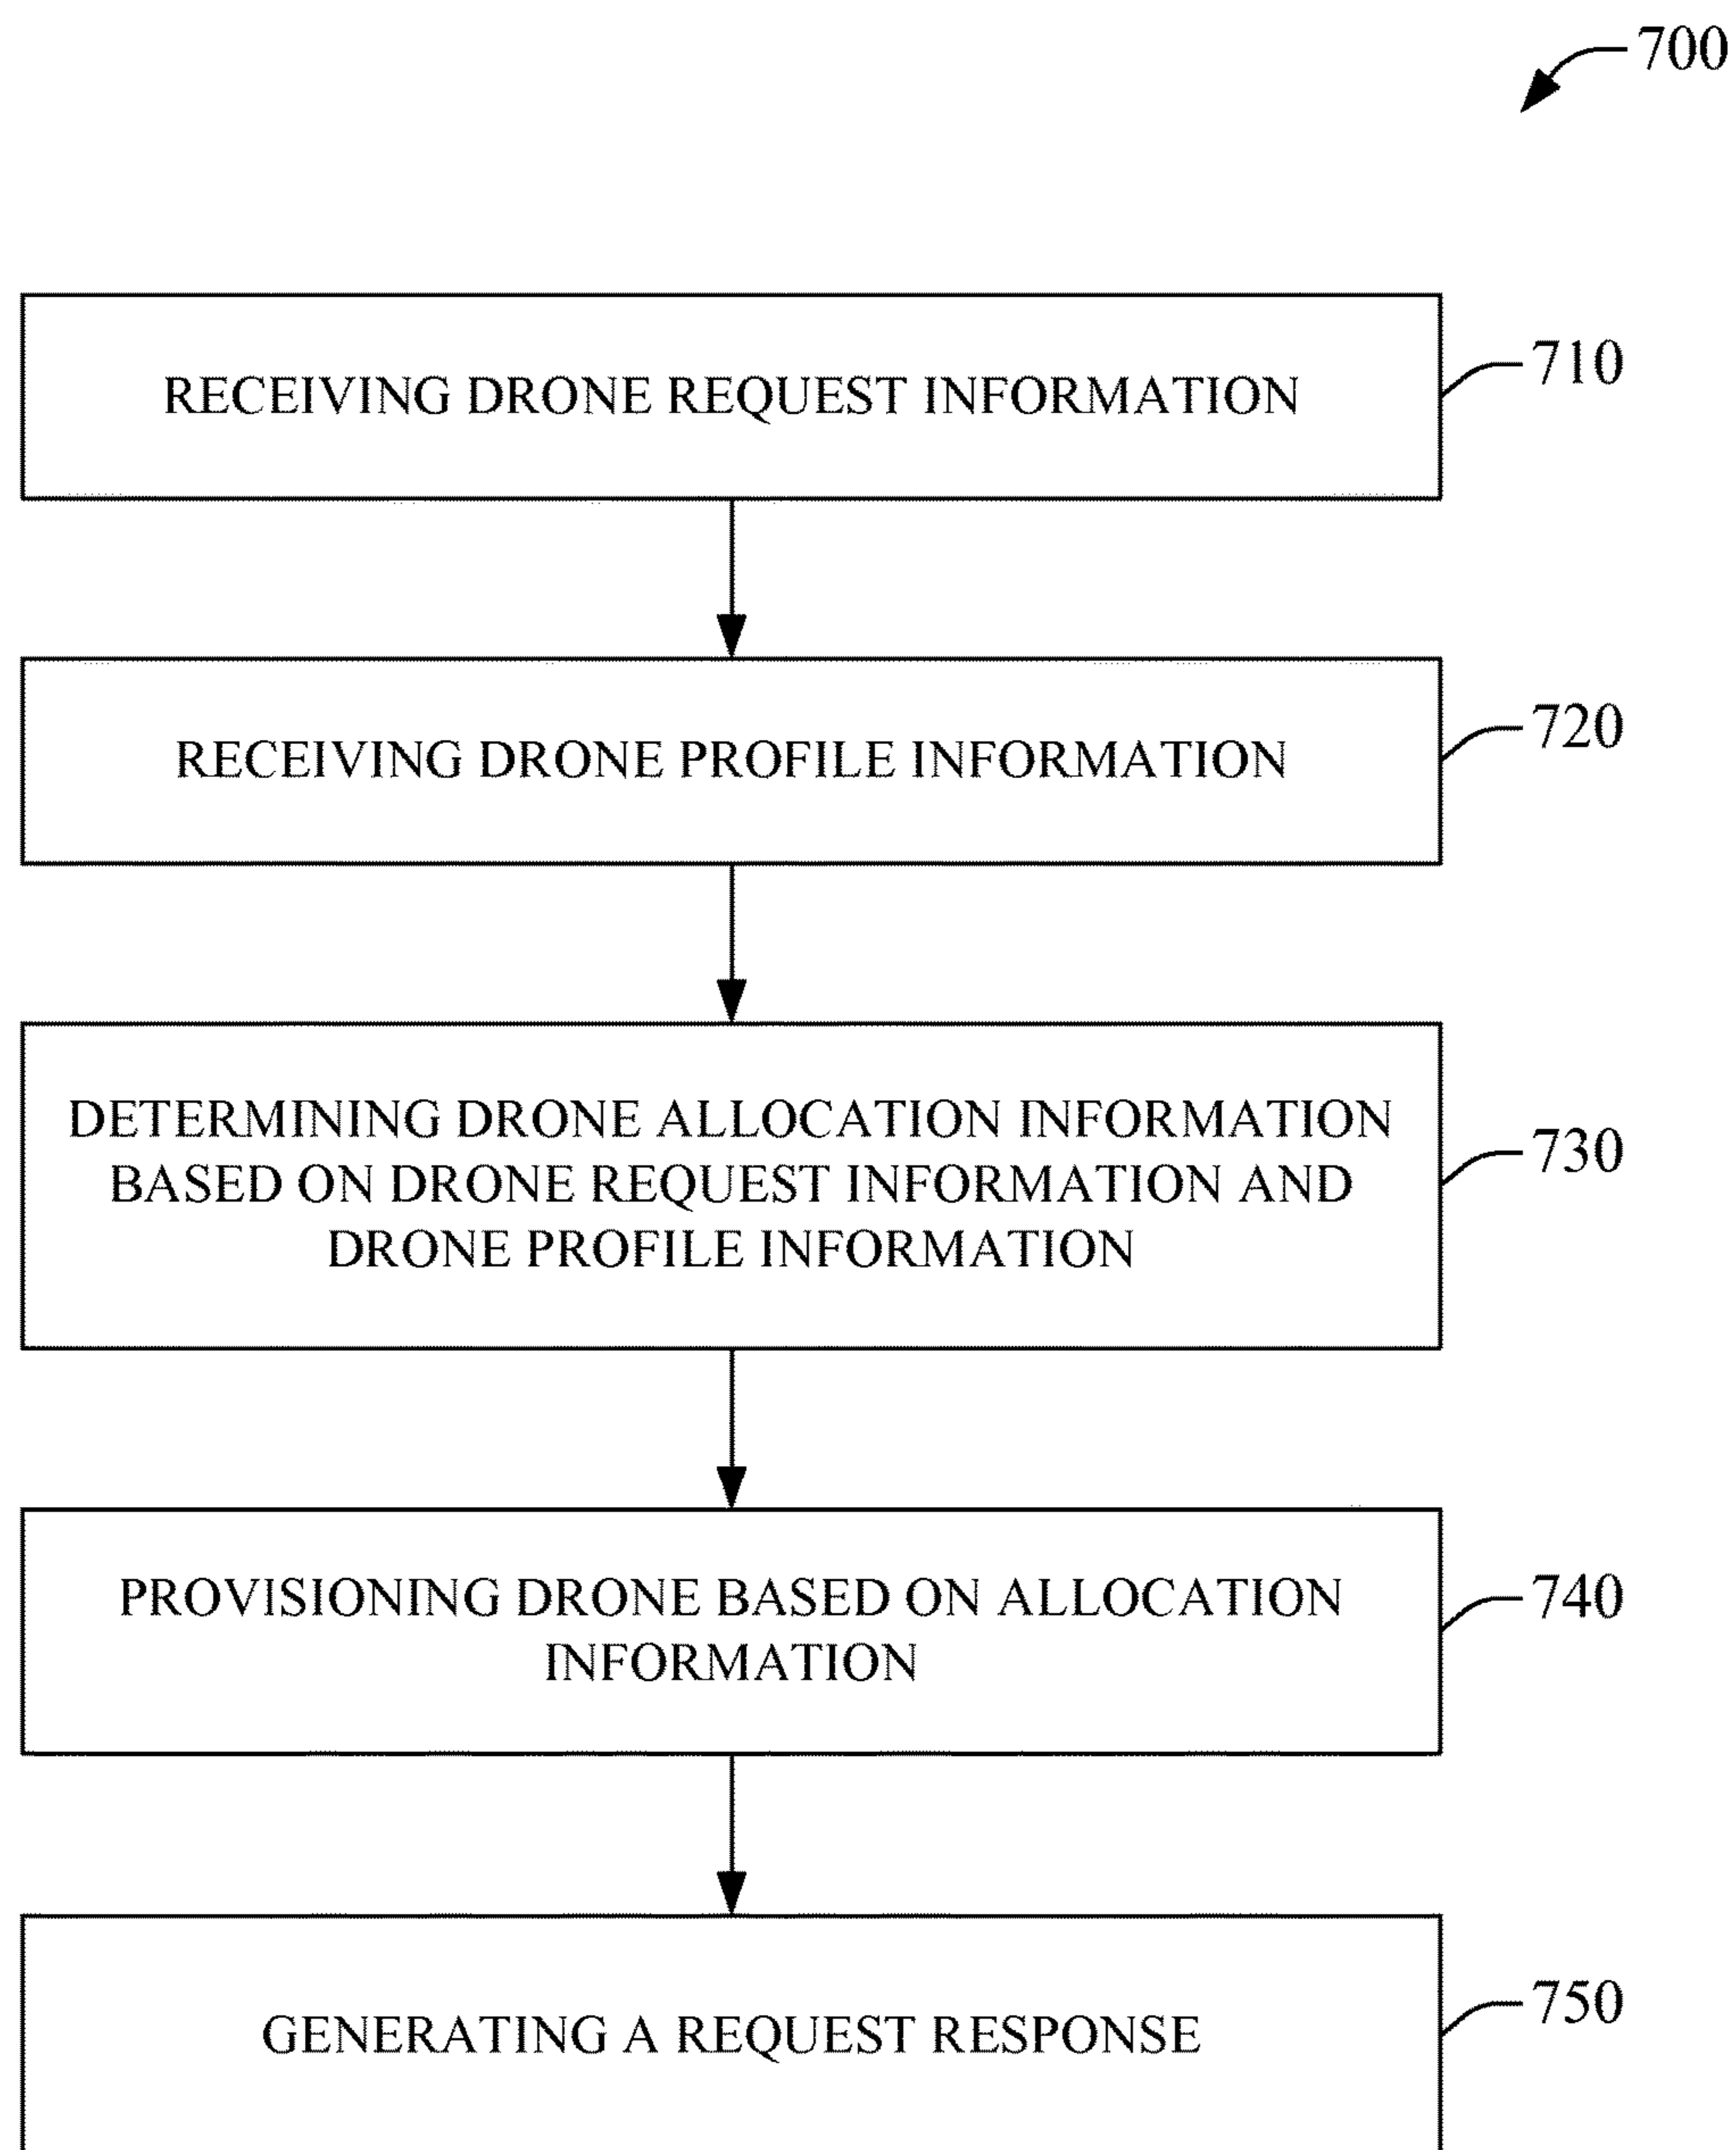 700
RECEIVING DRONE REQUEST INFORMATION
710
RECEIVING DRONE PROFILE INFORMATION
720
DETERMINING DRONE ALLOCATION INFORMATION
BASED ON DRONE REQUEST INFORMATION AND
DRONE PROFILE INFORMATION
730
PROVISIONING DRONE BASED ON ALLOCATION
INFORMATION
740
GENERATING A REQUEST RESPONSE
750